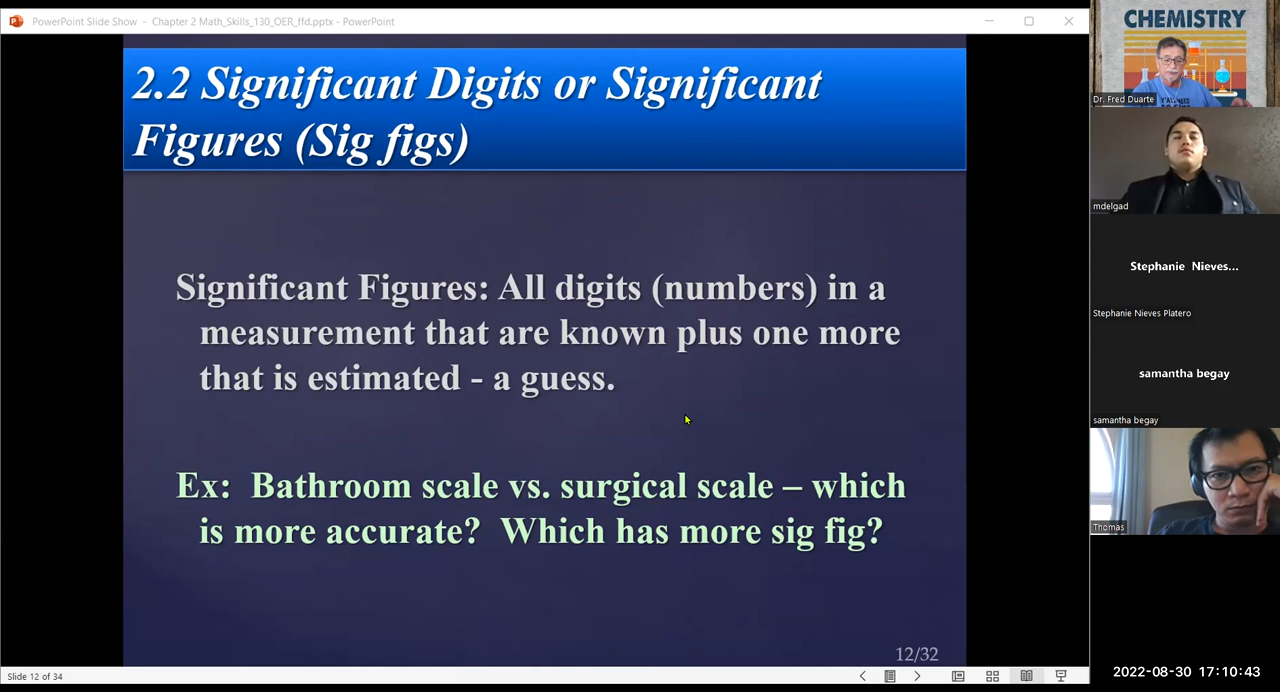 PowerPoint Slide Show - Chapter 2 Math_Skills_130_OER_ffd.pptx - PowerPoint
2.2 Significant Digits or Significant
Figures (Sig figs)
Significant Figures: All digits (numbers) in a
measurement that are known plus one more
that is estimated - a guess.
Ex: Bathroom scale vs. surgical scale – which
is more accurate? Which has more sig fig?
12/32
Slide 12 of 34
CHEMISTRY
Dr. Fred Duarte
mdelgad
Stephanie Nieves...
Stephanie Nieves Platero
samantha begay
samantha begay
Thomas
2022-08-30 17:10:43